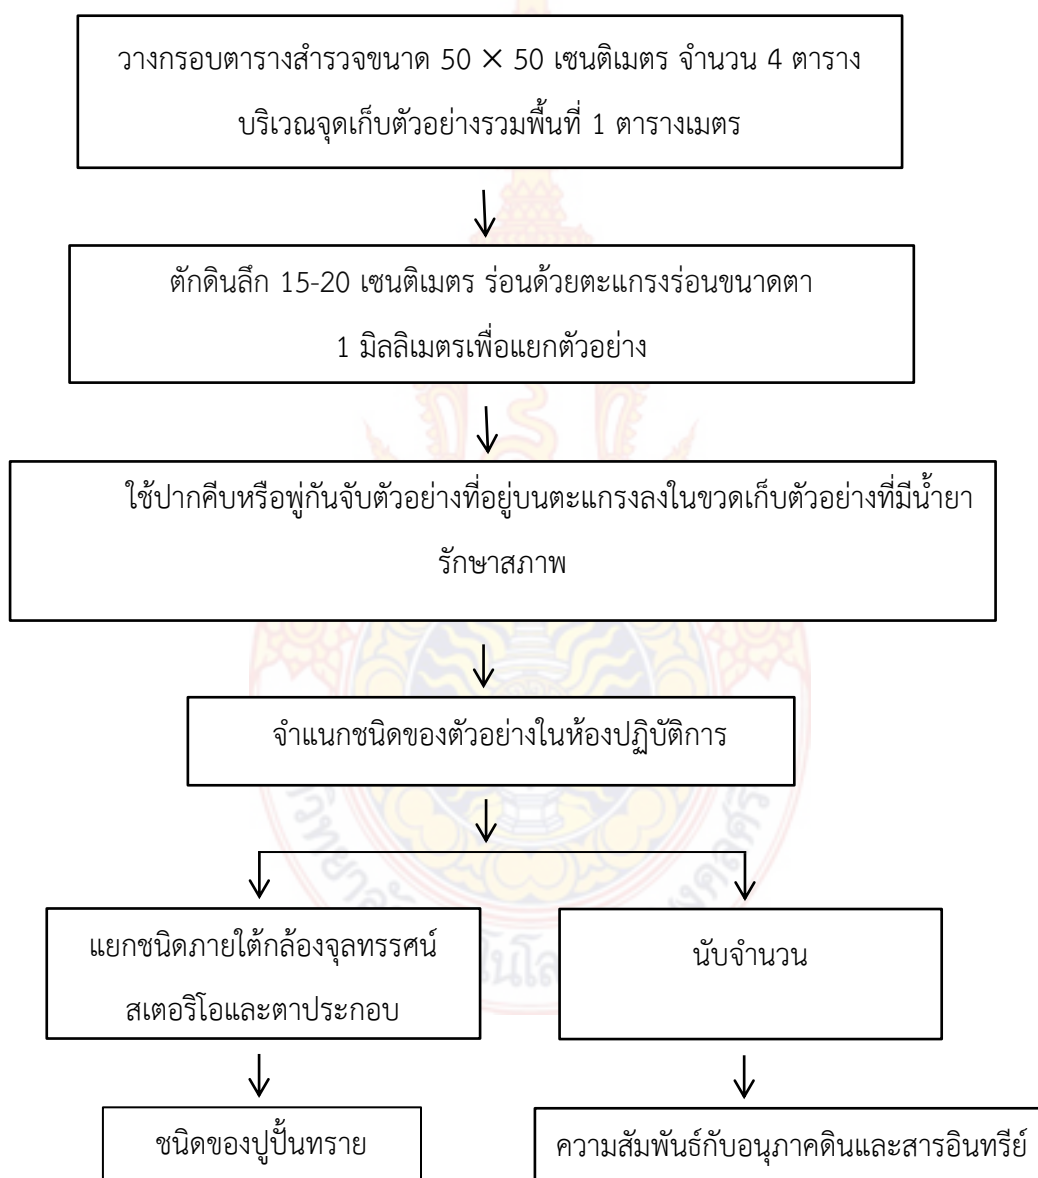 วางกรอบตารางสำรวจขนาด 50 × 50 เซนติเมตร จำนวน 4 ตาราง
บริเวณจุดเก็บตัวอย่างรวมพื้นที่ 1 ตารางเมตร
ตักดินลึก 15-20 เซนติเมตร ร่อนด้วยตะแกรงร่อนขนาดตา
1 มิลลิเมตรเพื่อแยกตัวอย่าง
ใช้ปากคีบหรือพู่กันจับตัวอย่างที่อยู่บนตะแกรงลงในขวดเก็บตัวอย่างที่มีน้ำยา
รักษาสภาพ
จำแนกชนิดของตัวอย่างในห้องปฏิบัติการ
แยกชนิดภายใต้กล้องจุลทรรศน์
สเตอริโอและตาประกอบ
นับจำนวน
ชนิดของปูปั้นทราย
ความสัมพันธ์กับอนุภาคดินและสารอินทรีย์